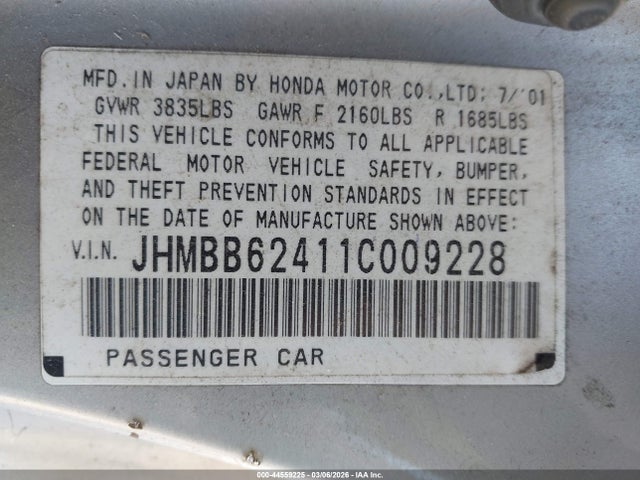 MFD. IN JAPAN BY HONDA MOTOR CO., LTD; 7/'01
GVWR 3835LBS GAWR F 2160LBS R 1685LBS
THIS VEHICLE CONFORMS TO ALL APPLICABLE
FEDERAL MOTOR VEHICLE SAFETY, BUMPER,
AND THEFT PREVENTION STANDARDS IN EFFECT
ON THE DATE OF MANUFACTURE SHOWN ABOVE:
V.I.N. JHMBB62411C009228
PASSENGER CAR
000-44559225 | 03/06/2026 | IAA Inc.